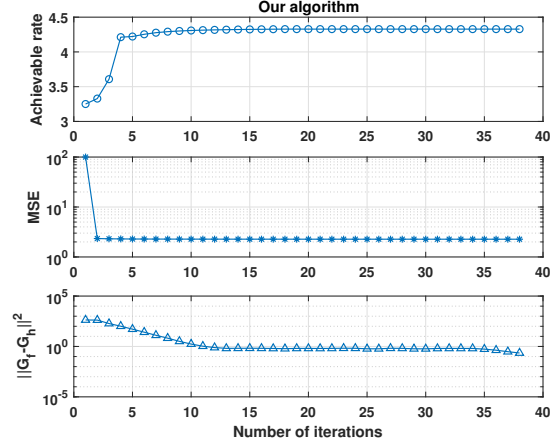 Our algorithm
Achievable rate
4.5
4
3.5
3
0 5 10 15 20 25 30 35 40
MSE
10^2
10^1
10^0
0 5 10 15 20 25 30 35 40
||G_f-G_h||^2
10^5
10^0
10^-5
0 5 10 15 20 25 30 35 40
Number of iterations